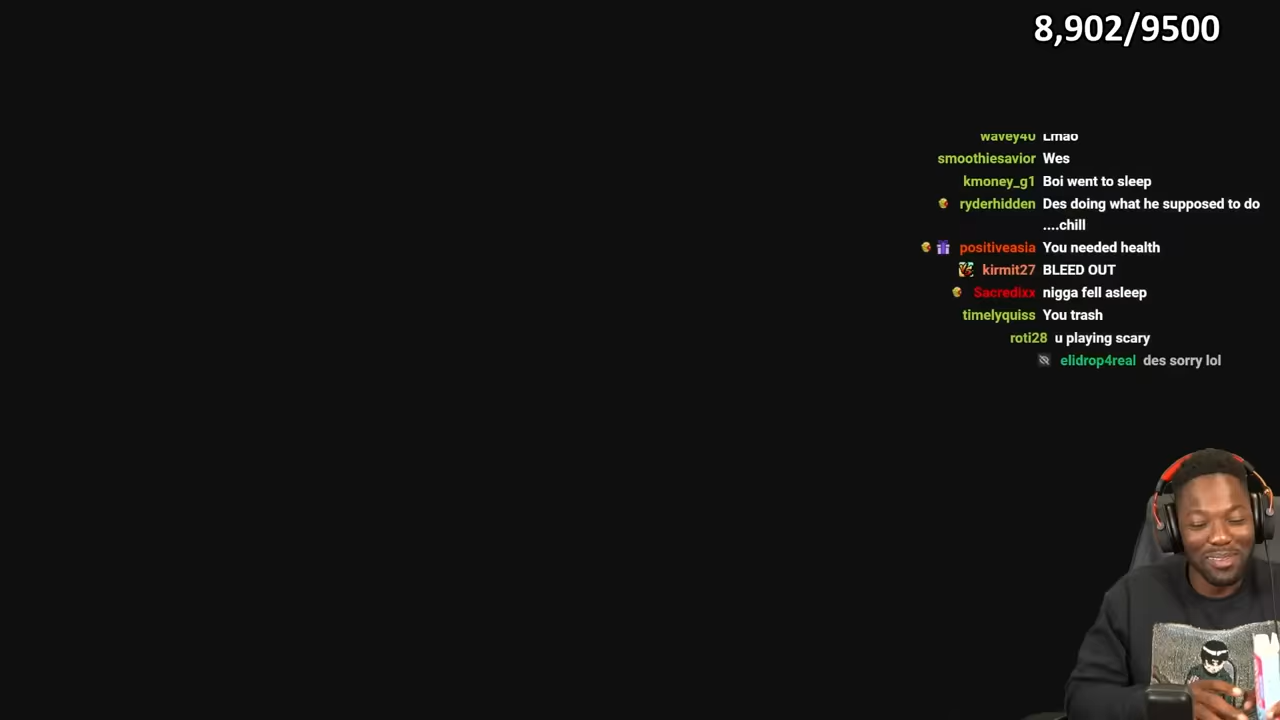 8,902/9500
wavey40 Lmao
smoothiesavior Wes
kmoney_g1 Boi went to sleep
ryderhidden Des doing what he supposed to do
....chill
positiveasia You needed health
kirmit27 BLEED OUT
Sacredixx nigga fell asleep
timelyquiss You trash
roti28 u playing scary
elidrop4real des sorry lol